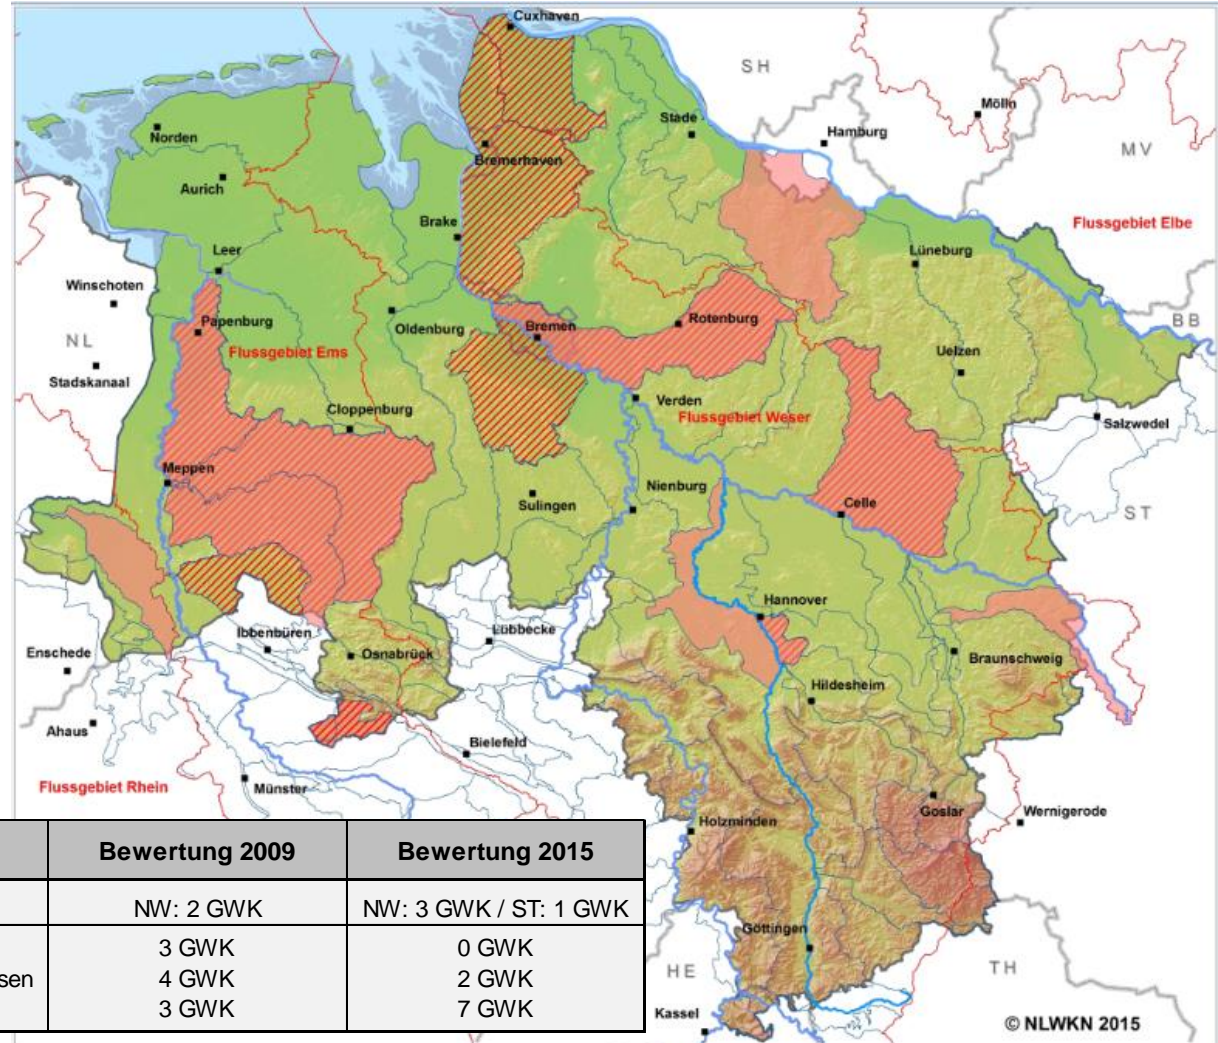 Cuxhaven
SH
Mölln
Stade
Hamburg
Norden
MV
Bremerhaven
Aurich
Brake
Flussgebiet Elbe
Leer
Lüneburg
Winschoten
Papenburg
Oldenburg
Bremen
Rotenburg
BB
NL
Flussgebiet Ems
Uelzen
Stadskanaal
Verden
Cloppenburg
Flussgebiet Weser
Salzwedel
Meppen
Nienburg
Sulingen
Celle
ST
Hannover
Ibbenbüren
Lübbecke
Enschede
Osnabrück
Braunschweig
Hildesheim
Ahaus
Bielefeld
Flussgebiet Rhein
Münster
Goslar
Wernigerode
Holzminden
Bewertung 2009 Bewertung 2015
NW: 2 GWK NW: 3 GWK / ST: 1 GWK
3 GWK 0 GWK
sen 4 GWK 2 GWK
3 GWK 7 GWK
Göttingen
HE
TH
Kassel
© NLWKN 2015